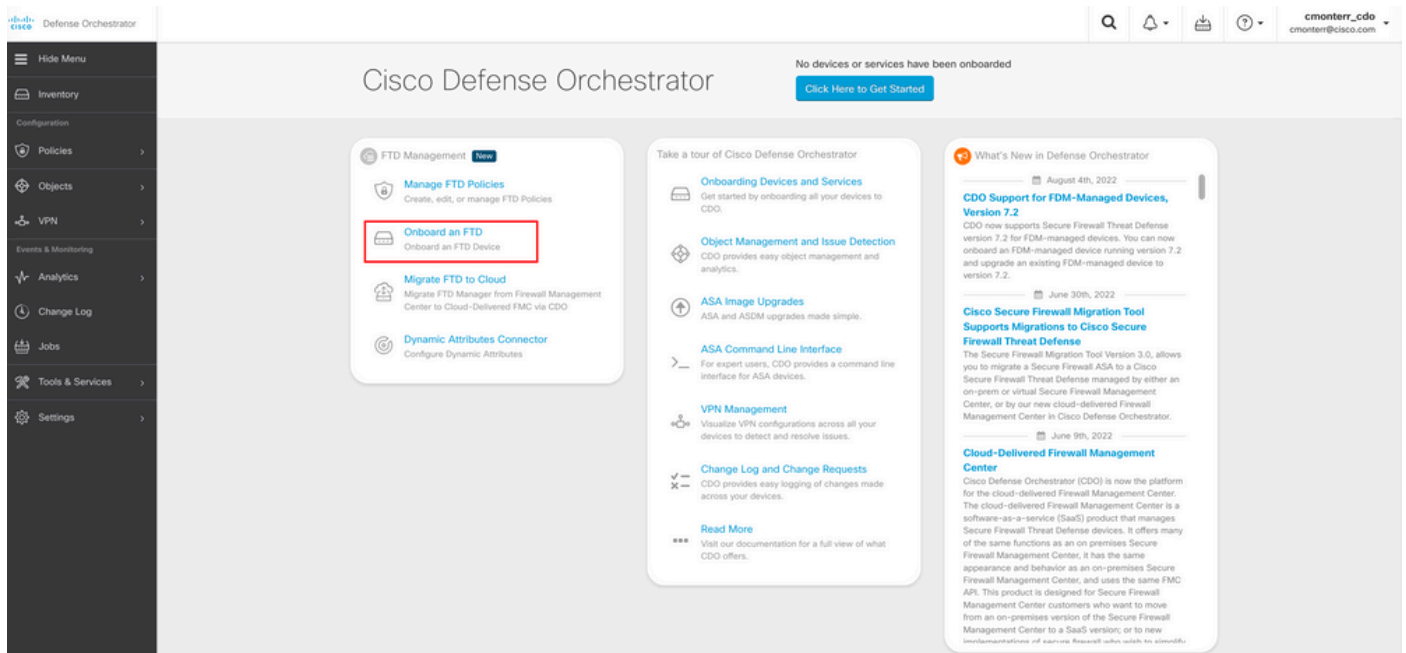 cisco
Defense Orchestrator
cmonterr_cdo
cmonterr@cisco.com
Hide Menu
Inventory
Configuration
Policies
Objects
VPN
Events & Monitoring
Analytics
Change Log
Jobs
Tools & Services
Settings
Cisco Defense Orchestrator
No devices or services have been onboarded
Click Here to Get Started
FTD Management New
Manage FTD Policies
Create, edit, or manage FTD Policies
Onboard an FTD
Onboard an FTD Device
Migrate FTD to Cloud
Migrate FTD Manager from Firewall Management
Center to Cloud-Delivered FMC via CDO
Dynamic Attributes Connector
Configure Dynamic Attributes
Take a tour of Cisco Defense Orchestrator
Onboarding Devices and Services
Get started by onboarding all your devices to
CDO.
Object Management and Issue Detection
CDO provides easy object management and
analytics.
ASA Image Upgrades
ASA and ASDM upgrades made simple.
ASA Command Line Interface
For expert users, CDO provides a command line
interface for ASA devices.
VPN Management
Visualize VPN configurations across all your
devices to detect and resolve issues.
Change Log and Change Requests
CDO provides easy logging of changes made
across your devices.
Read More
Visit our documentation for a full view of what
CDO offers.
What's New in Defense Orchestrator
August 4th, 2022
CDO Support for FDM-Managed Devices,
Version 7.2
CDO now supports Secure Firewall Threat Defense
version 7.2 for FDM-managed devices. You can now
onboard an FDM-managed device running version 7.2
and upgrade an existing FDM-managed device to
version 7.2.
June 30th, 2022
Cisco Secure Firewall Migration Tool
Supports Migrations to Cisco Secure
Firewall Threat Defense
The Secure Firewall Migration Tool Version 3.0, allows
you to migrate a Secure Firewall ASA to a Cisco
Secure Firewall Threat Defense managed by either an
on-prem or virtual Secure Firewall Management
Center, or by our new cloud-delivered Firewall
Management Center in Cisco Defense Orchestrator.
June 9th, 2022
Cloud-Delivered Firewall Management
Center
Cisco Defense Orchestrator (CDO) is now the platform
for the cloud-delivered Firewall Management Center.
The cloud-delivered Firewall Management Center is a
software-as-a-service (SaaS) product that manages
Secure Firewall Threat Defense devices. It offers many
of the same functions as an on premises Secure
Firewall Management Center, it has the same
appearance and behavior as an on-premises Secure
Firewall Management Center, and uses the same FMC
API. This product is designed for Secure Firewall
Management Center customers who want to move
from an on-premises version of the Secure Firewall
Management Center to a SaaS version; or to new
implementations of secure firewall who wish to simplify